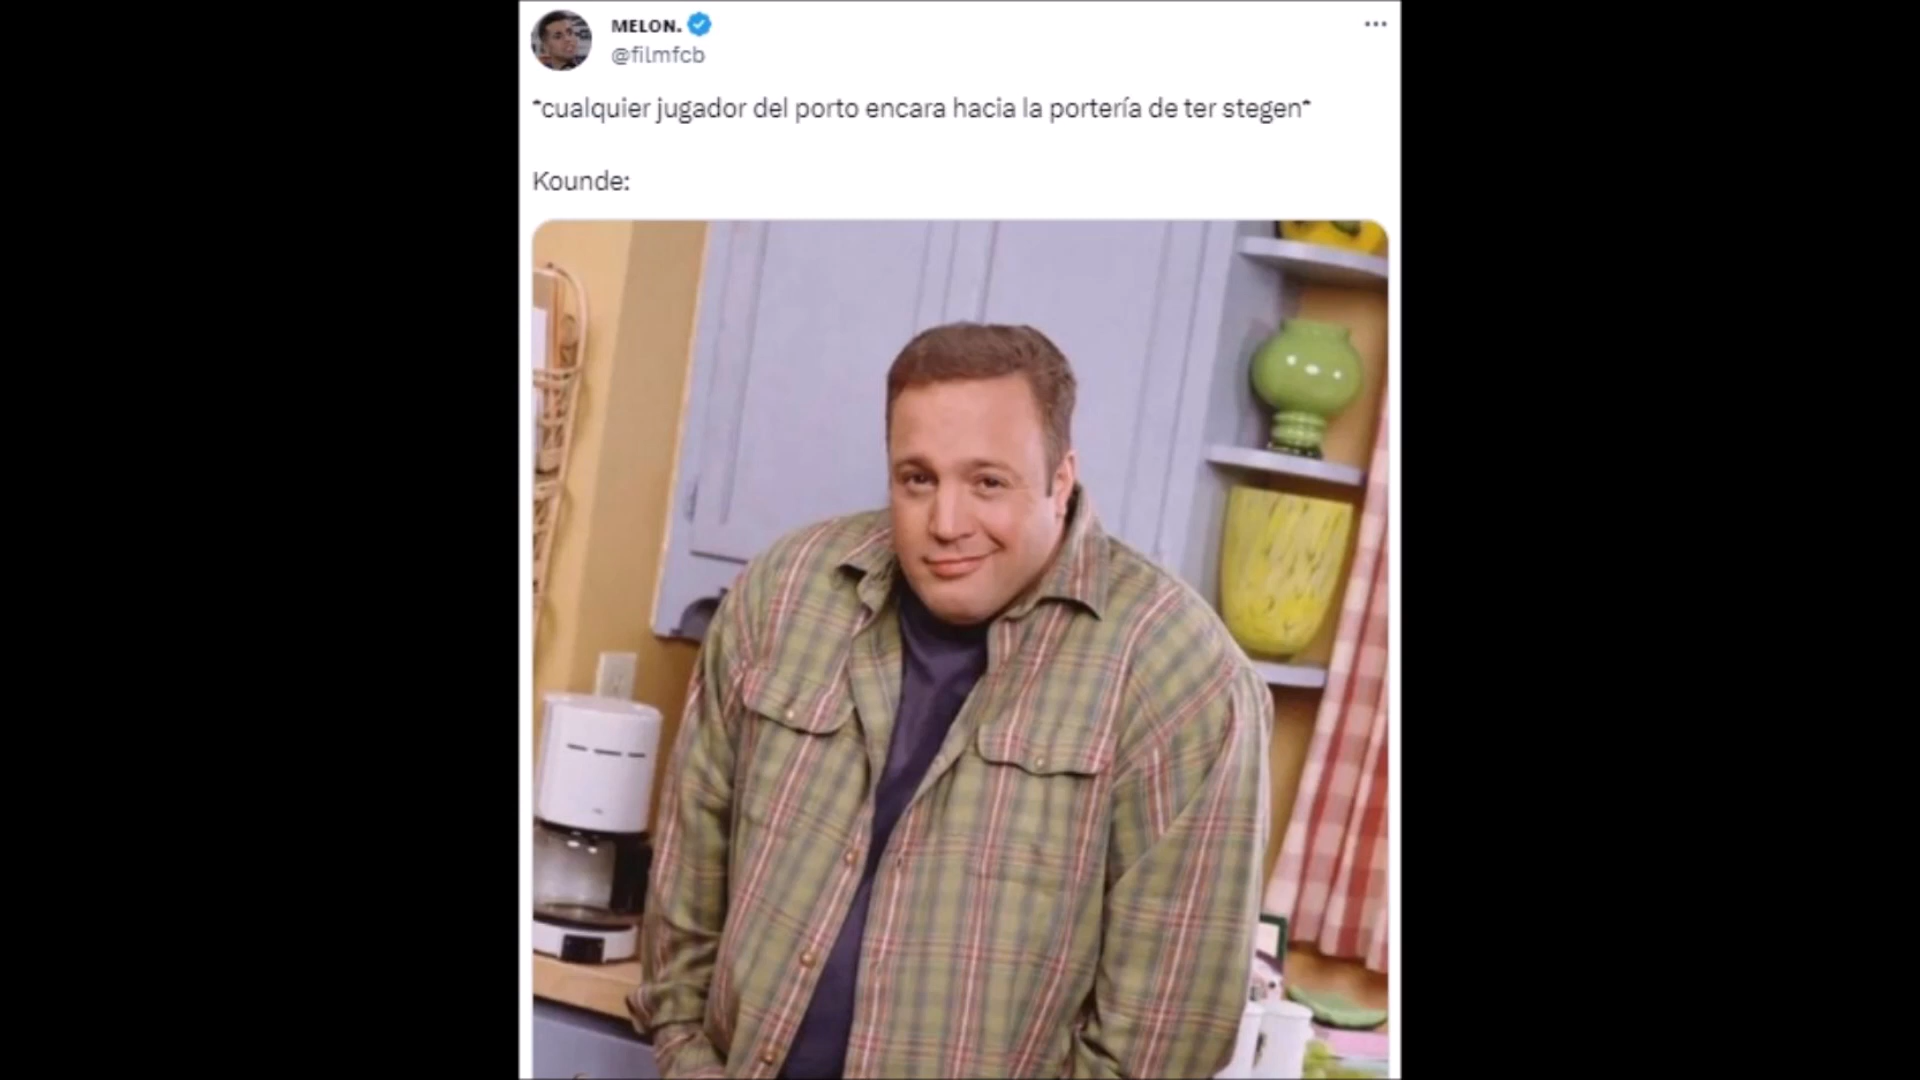 MELON.
@filmfcb
*cualquier jugador del porto encara hacia la portería de ter stegen*
Kounde: